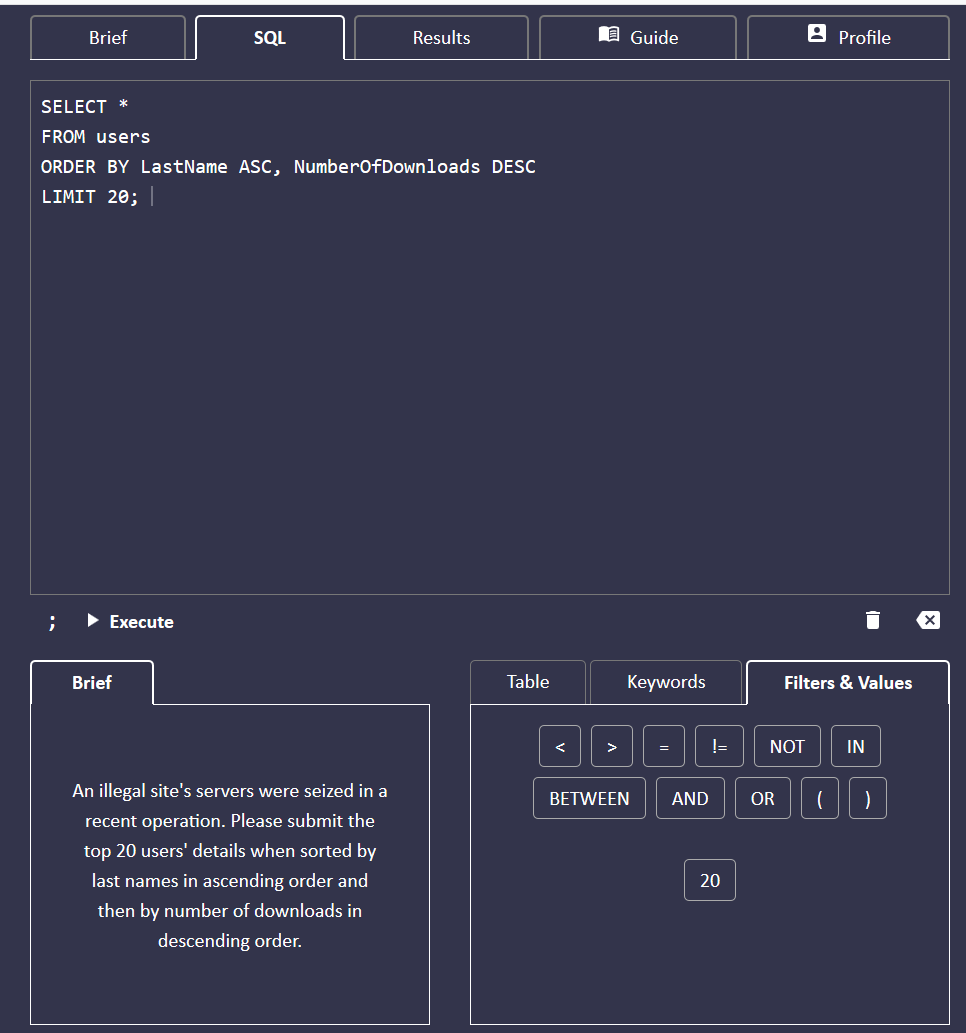 Brief
SQL
Results
Guide
Profile
SELECT *
FROM users
ORDER BY LastName ASC, NumberOfDownloads DESC
LIMIT 20;
; Execute
Brief
An illegal site's servers were seized in a
recent operation. Please submit the
top 20 users' details when sorted by
last names in ascending order and
then by number of downloads in
descending order.
Table
Keywords
Filters & Values
< > = != NOT IN
BETWEEN AND OR ( )
20